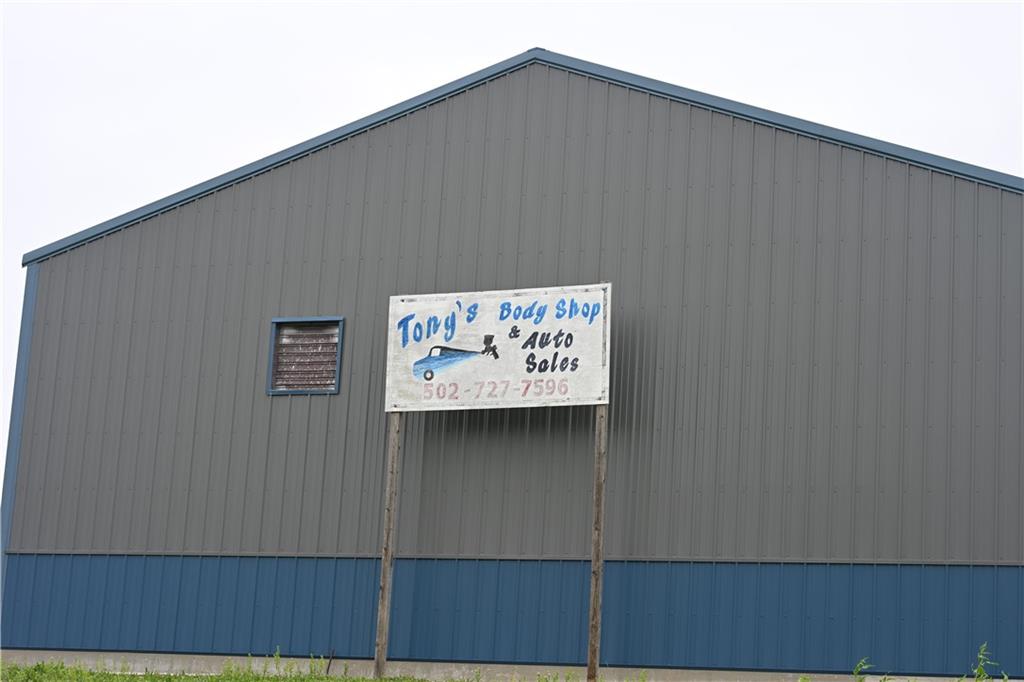 Tony's Body Shop
& Auto
Sales
502-727-7596